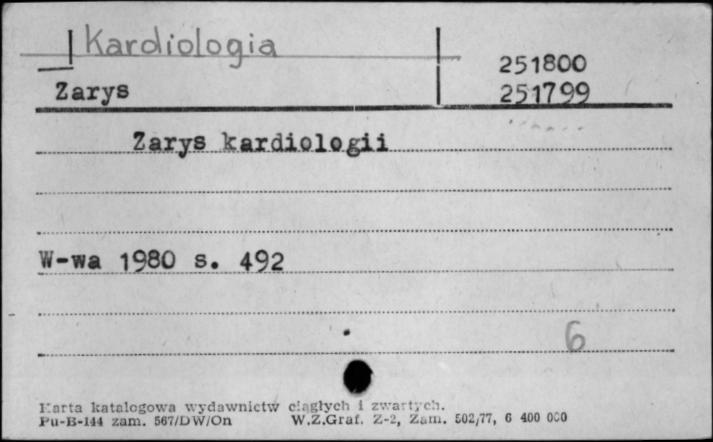 Kardiologia
251800
Zarys
251799
Zarys kardiologii
W-wa 1980 s. 492
6
Karta katalogowa wydawnictw ciągłych i zwartych.
Pu-B-144 zam. 567/DW/On W.Z.Graf. Z-2, Zam. 502/77, 6 400 000